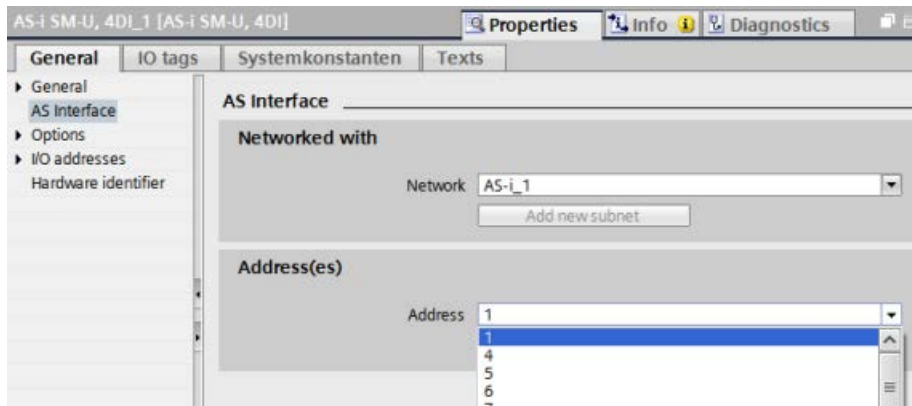 AS-i SM-U, 4DI_1 [AS-i SM-U, 4DI]
Properties Info Diagnostics
General IO tags Systemkonstanten Texts
General
AS Interface
Options
I/O addresses
Hardware identifier
AS Interface
Networked with
Network AS-i_1
Add new subnet
Address(es)
Address 1
1
4
5
6